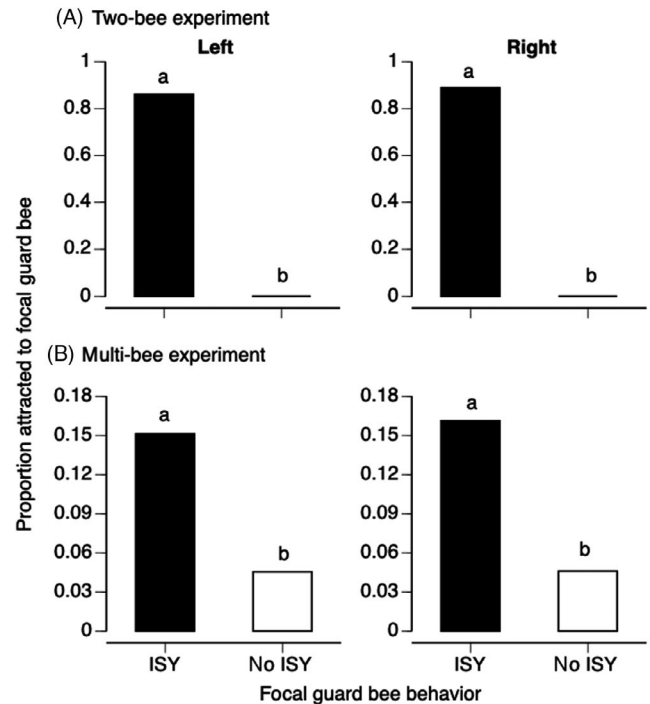 (A) Two-bee experiment
Left
Right
1
0.8
0.6
0.4
0.2
0
a
b
1
0.8
0.6
0.4
0.2
0
a
b
Proportion attracted to focal guard bee
(B) Multi-bee experiment
0.18
0.15
0.12
0.09
0.06
0.03
0
a
b
ISY No ISY
0.18
0.15
0.12
0.09
0.06
0.03
0
a
b
ISY No ISY
Focal guard bee behavior